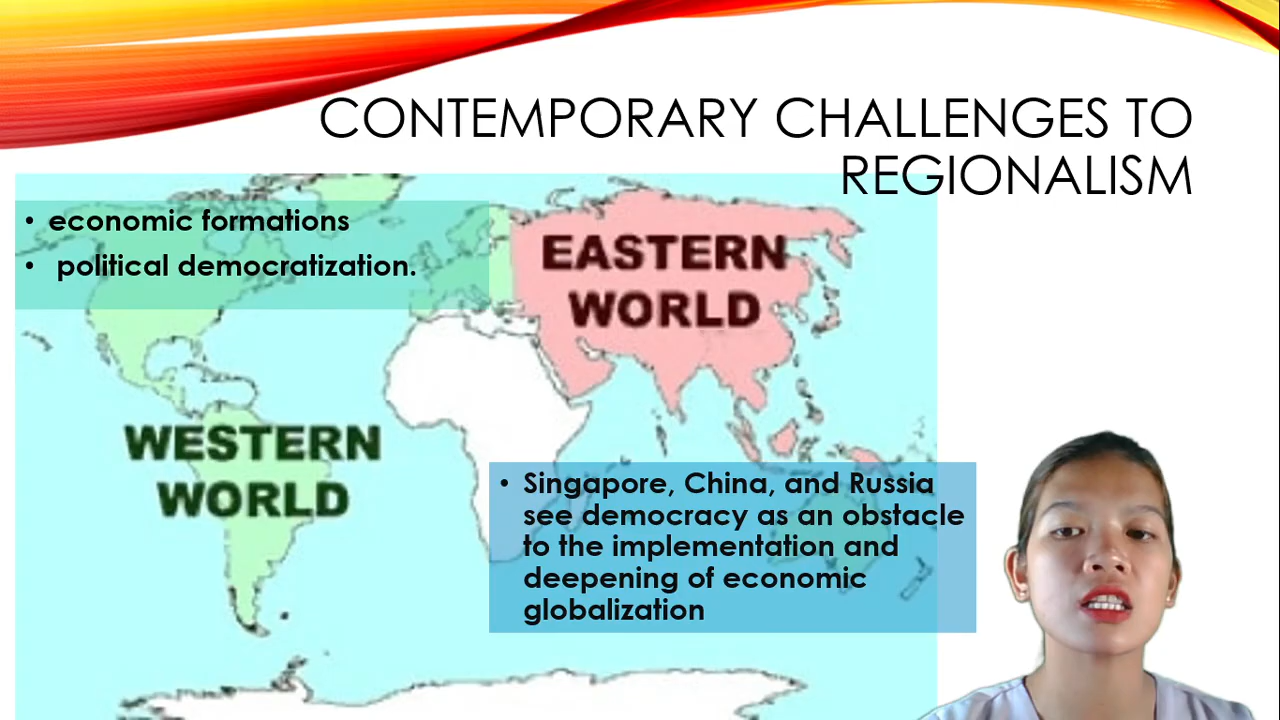 CONTEMPORARY CHALLENGES TO
REGIONALISM
• economic formations
• political democratization.
EASTERN
WORLD
WESTERN
WORLD
• Singapore, China, and Russia
see democracy as an obstacle
to the implementation and
deepening of economic
globalization